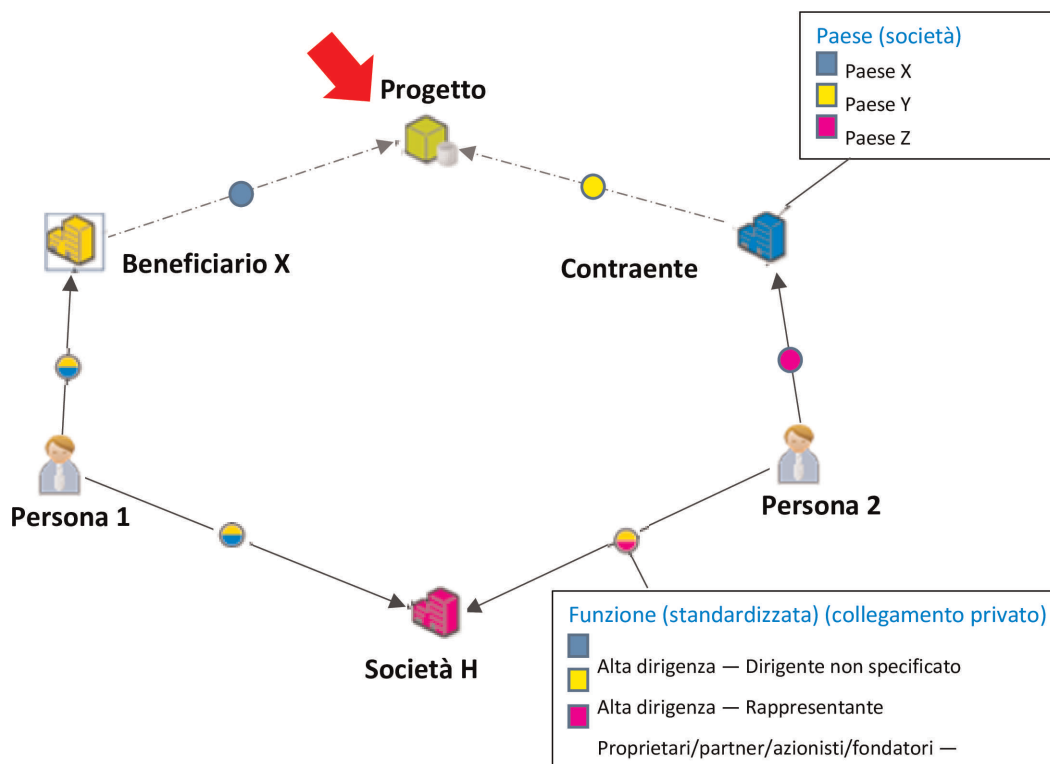 Paese (società)
Paese X
Paese Y
Paese Z
Progetto
Beneficiario X
Contraente
Persona 1
Persona 2
Società H
Funzione (standardizzata) (collegamento privato)
Alta dirigenza — Dirigente non specificato
Alta dirigenza — Rappresentante
Proprietari/partner/azionisti/fondatori —